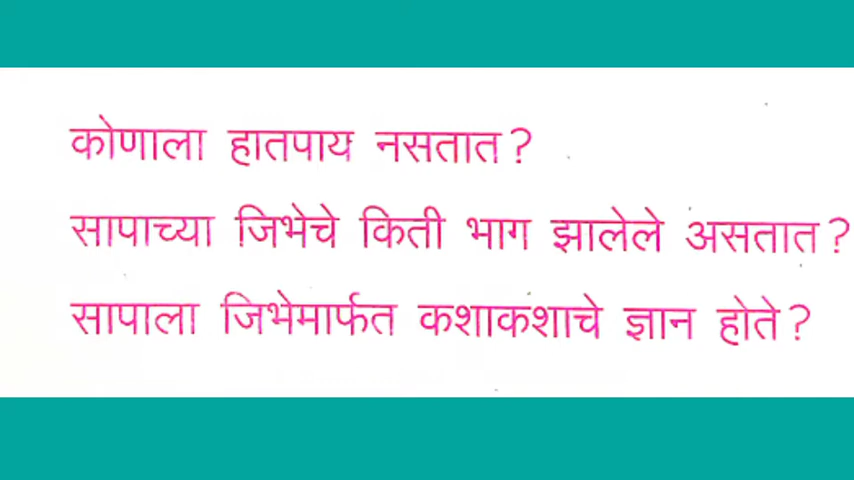 कोणाला हातपाय नसतात?
सापाच्या जिभेचे किती भाग झालेले असतात?
सापाला जिभेमार्फत कशाकशाचे ज्ञान होते?